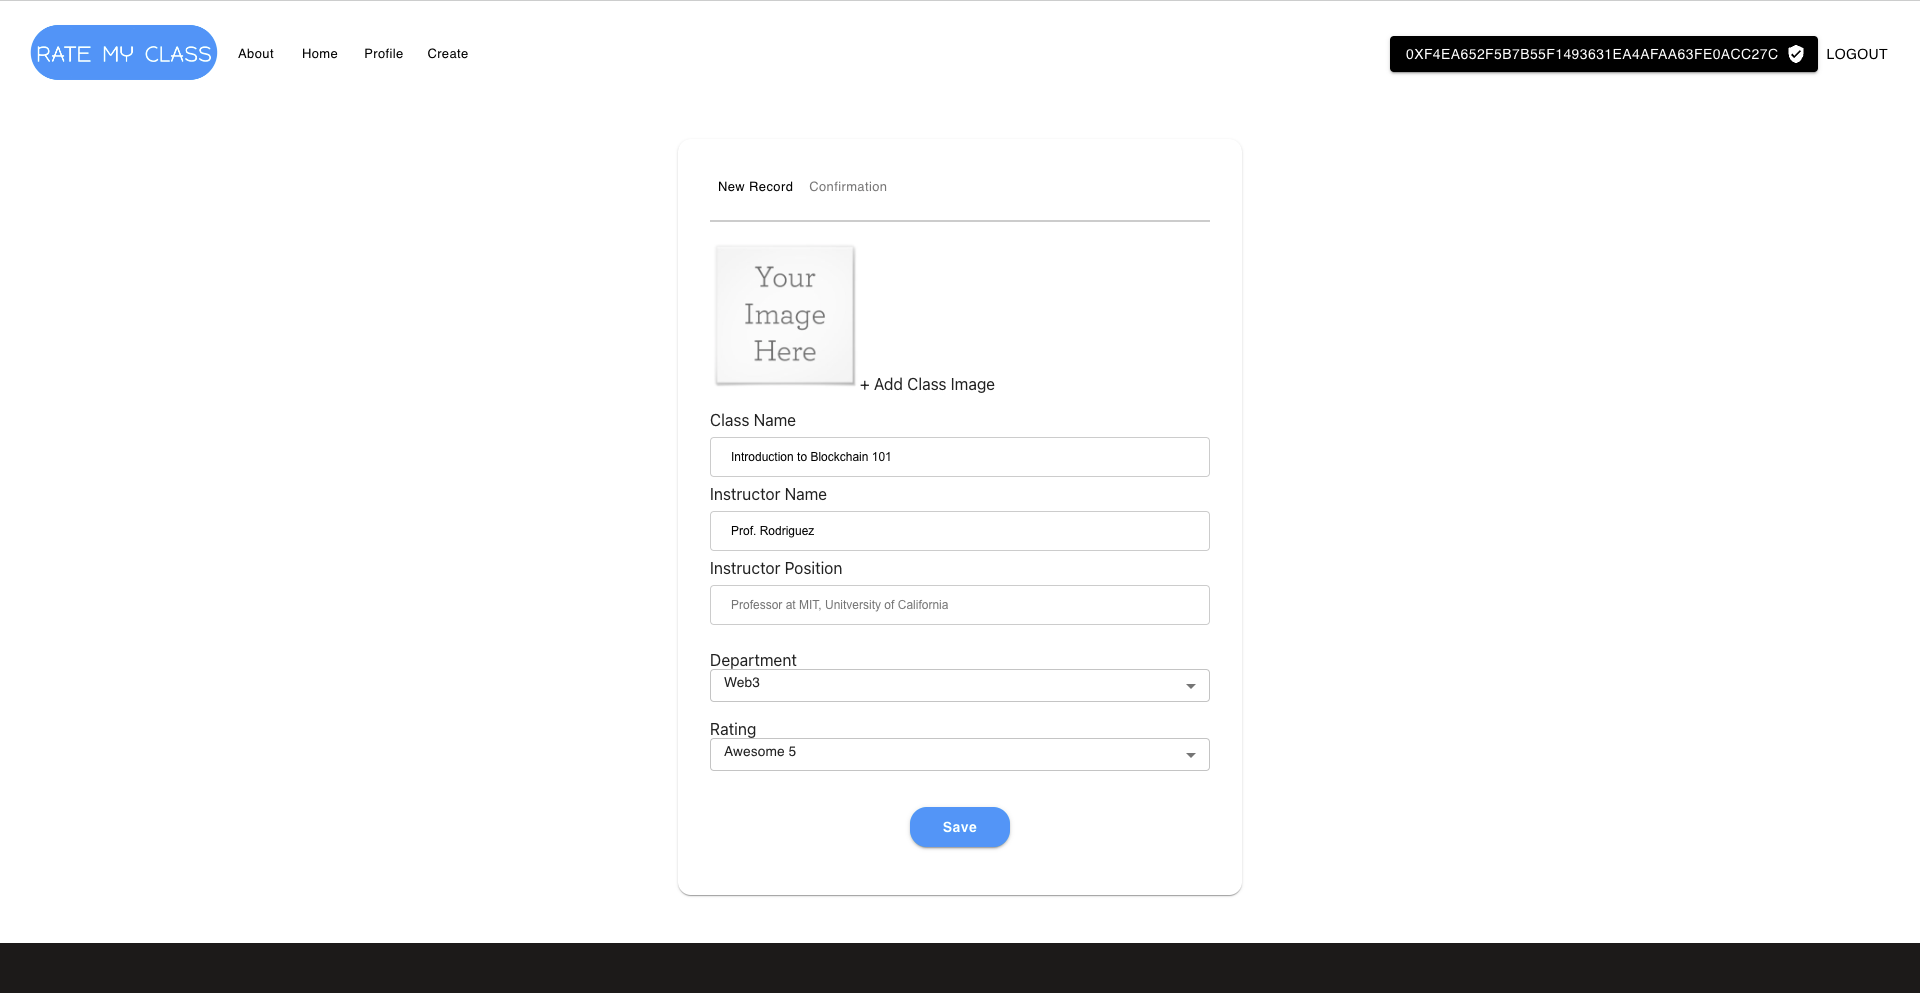 RATE MY CLASS About Home Profile Create 0XF4EA652F5B7B55F1493631EA4AFAA63FE0ACC27C LOGOUT
New Record Confirmation
Your
Image
Here
+ Add Class Image
Class Name
Introduction to Blockchain 101
Instructor Name
Prof. Rodriguez
Instructor Position
Professor at MIT, Unitversity of California
Department
Web3
Rating
Awesome 5
Save